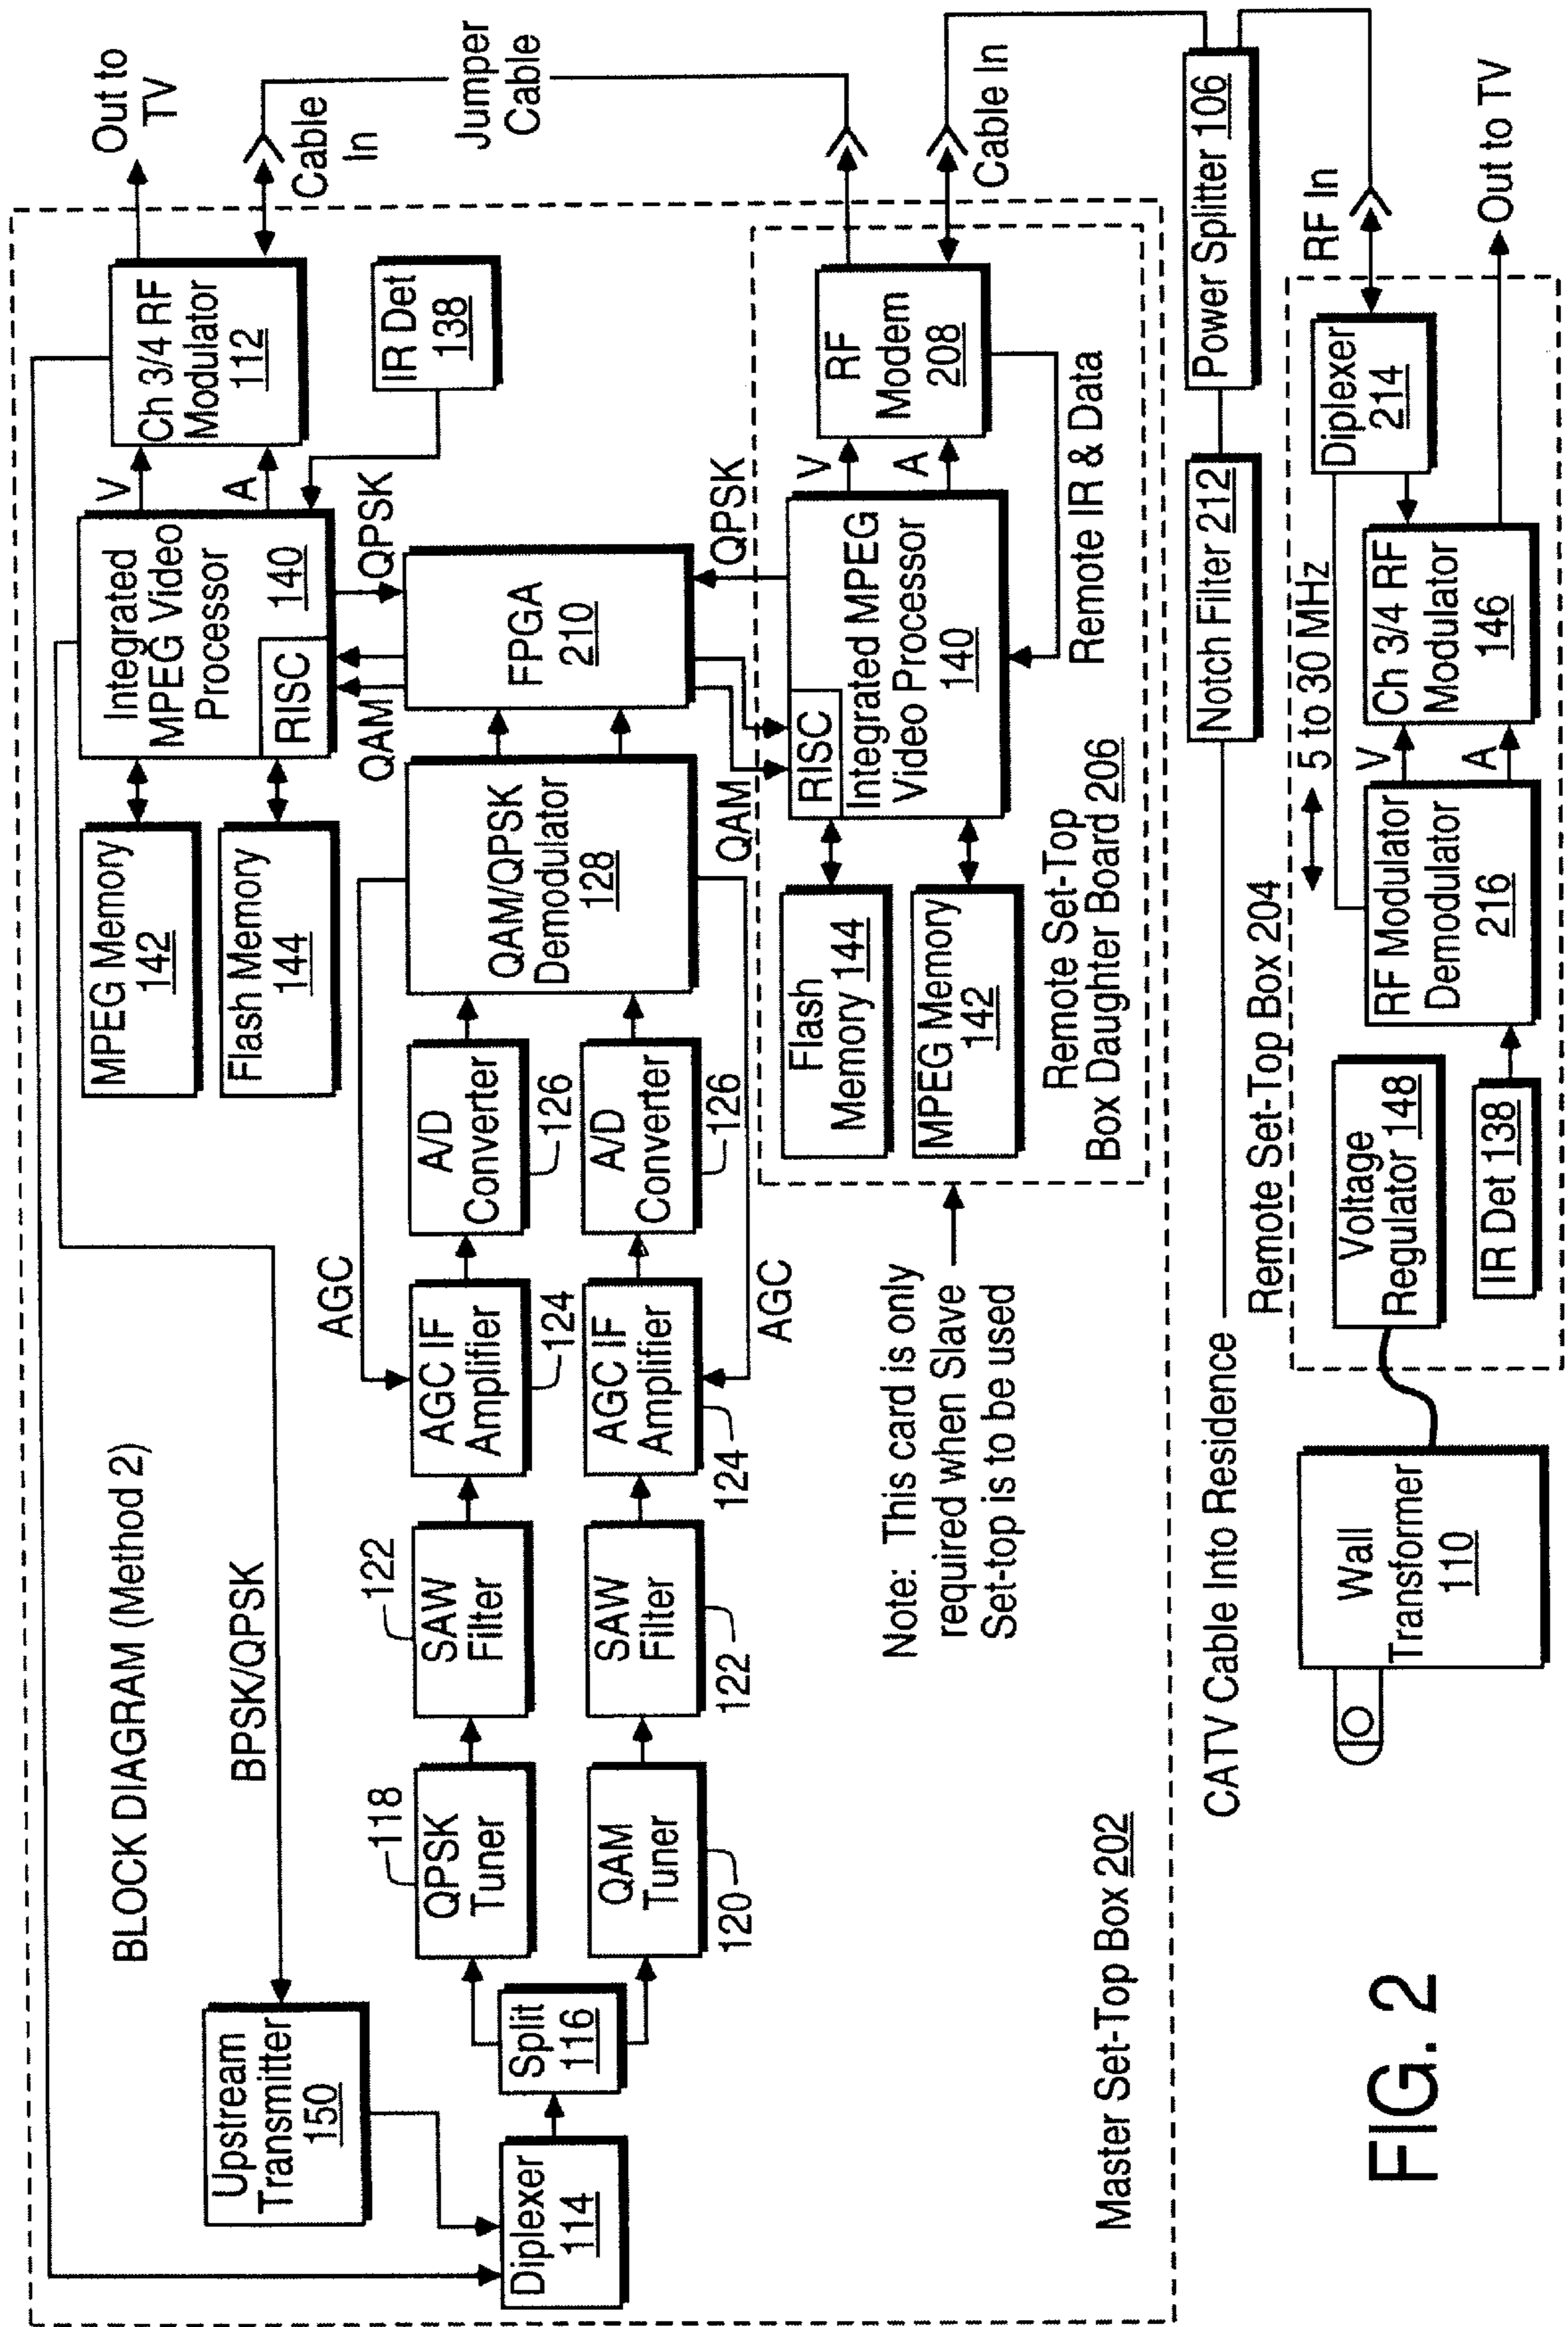 BLOCK DIAGRAM (Method 2)
Upstream
Transmitter
150
BPSK/QPSK
Diplexer
114
Split
116
118
QPSK
Tuner
QAM
Tuner
120
122
SAW
Filter
SAW
Filter
122
AGC
AGC IF
Amplifier
124
AGC IF
Amplifier
124
AGC
A/D
Converter
126
A/D
Converter
126
QAM/QPSK
Demodulator
128
MPEG Memory
142
Flash Memory
144
Integrated
MPEG Video
Processor
140
RISC
QAM
QPSK
FPGA
210
V
A
Ch 3/4 RF
Modulator
112
IR Det
138
Out to
TV
Cable
In
Jumper
Cable
QAM
QPSK
Flash
Memory 144
MPEG Memory
142
RISC
Integrated MPEG
Video Processor
140
V
A
RF
Modem
208
Remote IR & Data
Remote Set-Top
Box Daughter Board 206
Cable In
Note: This card is only
required when Slave
Set-top is to be used
Master Set-Top Box 202
CATV Cable Into Residence
Notch Filter 212
Power Splitter 106
Remote Set-Top Box 204
5 to 30 MHz
RF In
Wall
Transformer
110
Voltage
Regulator 148
IR Det 138
RF Modulator
Demodulator
216
V
A
Ch 3/4 RF
Modulator
146
Diplexer
214
Out to TV
FIG. 2